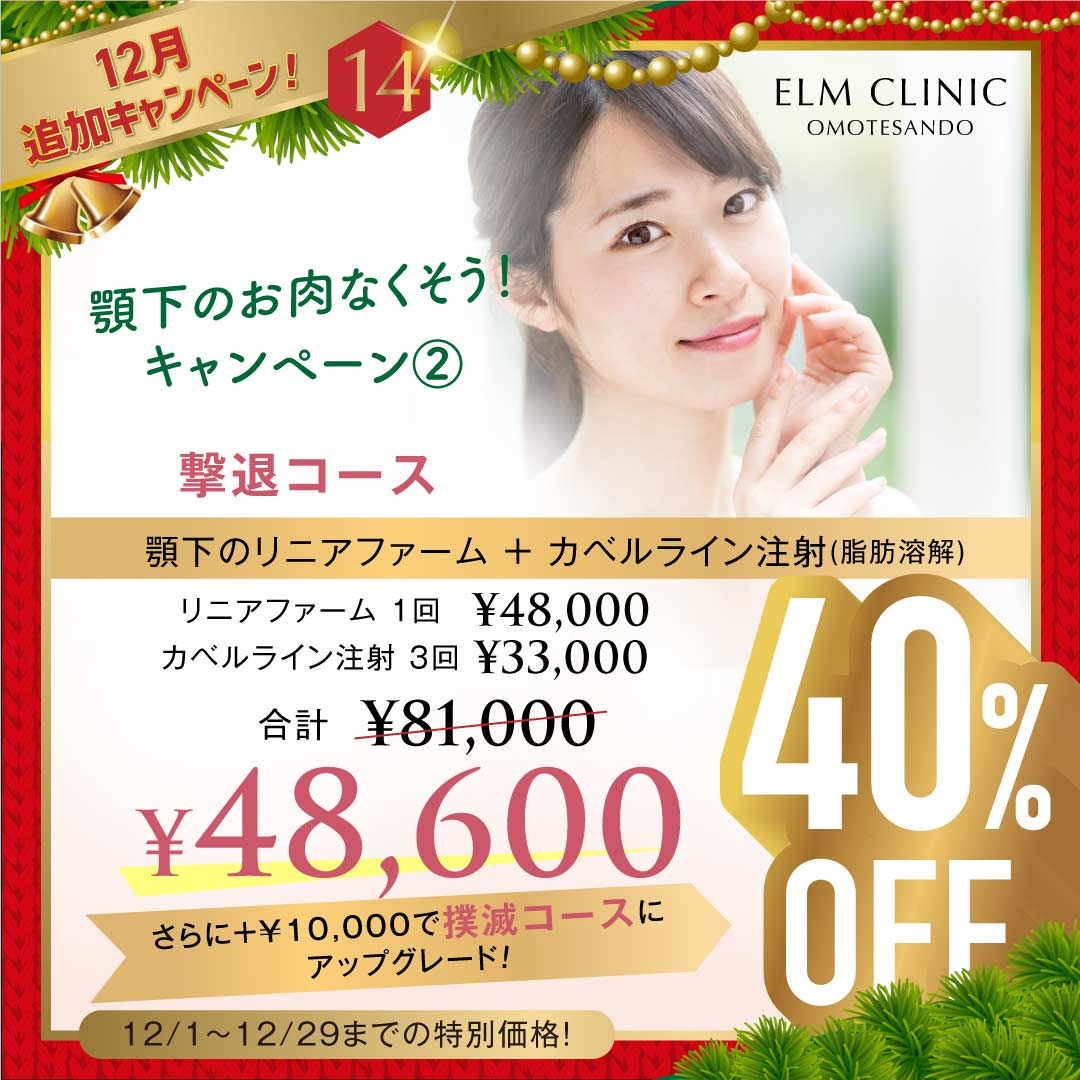 12月
追加キャンペーン!
14
ELM CLINIC
OMOTESANDO
顎下のお肉なくそう!
キャンペーン②
撃退コース
顎下のリニアファーム + カベルライン注射(脂肪溶解)
リニアファーム 1回 ¥48,000
カベルライン注射 3回 ¥33,000
合計 ¥81,000
¥48,600
40%
OFF
さらに+¥10,000で撲滅コースに
アップグレード!
12/1〜12/29までの特別価格!